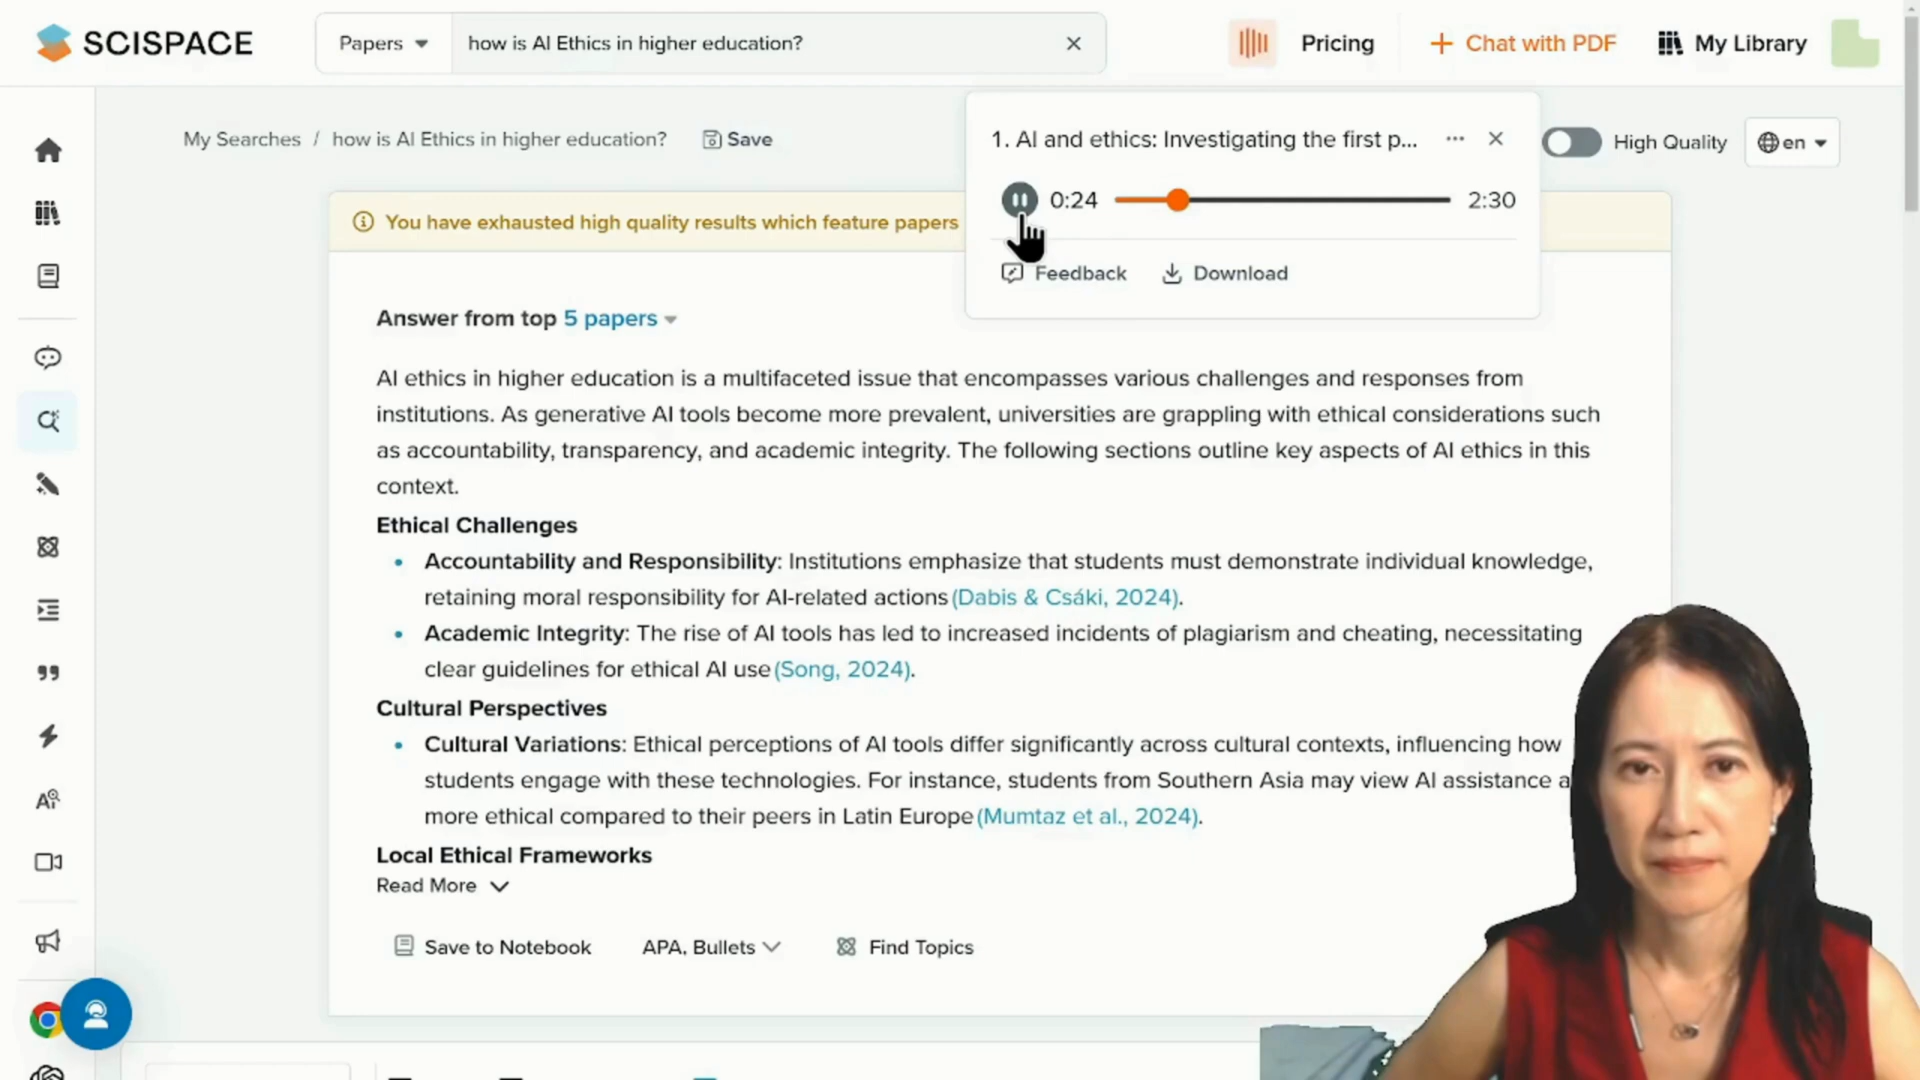 SCISPACE
Papers
how is AI Ethics in higher education?
Pricing
Chat with PDF
My Library
My Searches / how is AI Ethics in higher education?
Save
1. AI and ethics: Investigating the first p...
High Quality
en
0:24
2:30
You have exhausted high quality results which feature papers
Feedback
Download
Answer from top 5 papers
AI ethics in higher education is a multifaceted issue that encompasses various challenges and responses from
institutions. As generative AI tools become more prevalent, universities are grappling with ethical considerations such
as accountability, transparency, and academic integrity. The following sections outline key aspects of AI ethics in this
context.
Ethical Challenges
• Accountability and Responsibility: Institutions emphasize that students must demonstrate individual knowledge,
retaining moral responsibility for AI-related actions (Dabis & Csáki, 2024).
• Academic Integrity: The rise of AI tools has led to increased incidents of plagiarism and cheating, necessitating
clear guidelines for ethical AI use (Song, 2024).
Cultural Perspectives
• Cultural Variations: Ethical perceptions of AI tools differ significantly across cultural contexts, influencing how
students engage with these technologies. For instance, students from Southern Asia may view AI assistance a
more ethical compared to their peers in Latin Europe (Mumtaz et al., 2024).
Local Ethical Frameworks
Read More
Save to Notebook
APA, Bullets
Find Topics